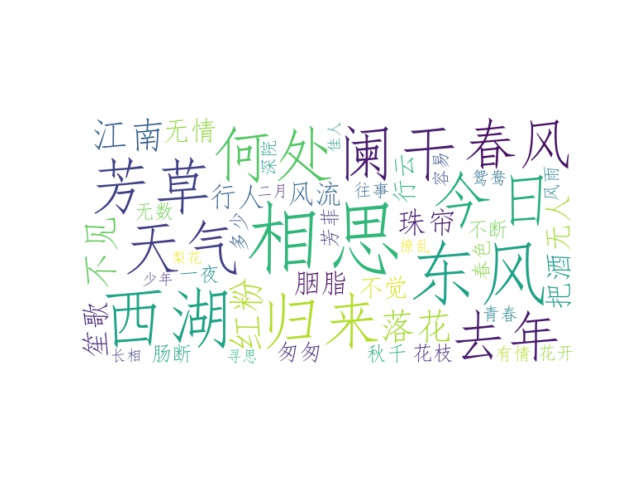 江南
无情
何处
深院
佳人
阑干
春风
芳草
行人
二月
风流
往事
行云
容易
鸳鸯
今日
风雨
不见
无数
天气
多少
相思
芳菲
珠帘
撩乱
不断
无人
梨花
少年
一夜
胭脂
不觉
东风
春色
把酒
笙歌
西湖
红粉
归来
落花
去年
青春
长相
肠断
寻思
匆匆
秋千
花枝
有情
花开